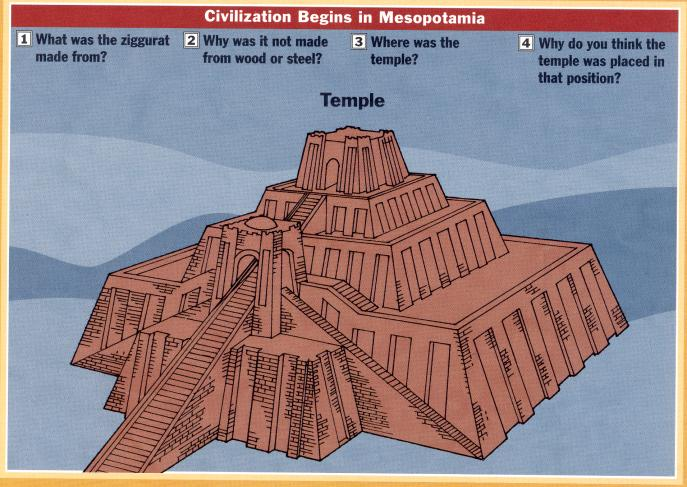 Civilization Begins in Mesopotamia
1 What was the ziggurat
made from?
2 Why was it not made
from wood or steel?
3 Where was the
temple?
4 Why do you think the
temple was placed in
that position?
Temple